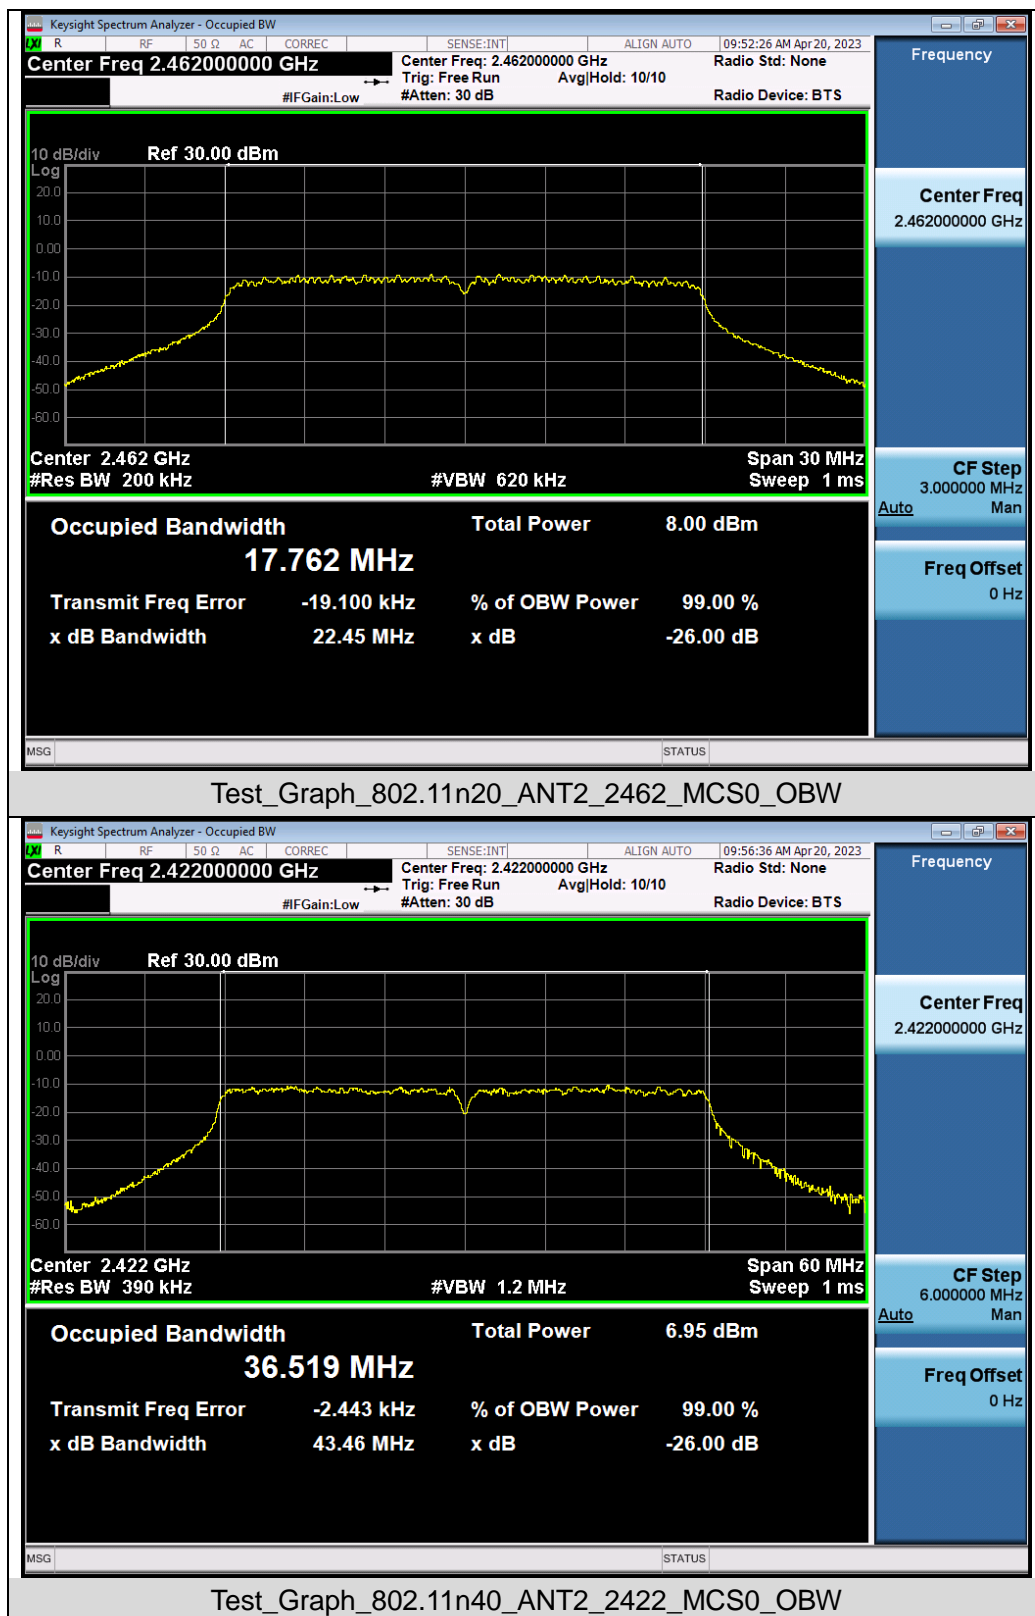 Keysight Spectrum Analyzer - Occupied BW
LXI R RF 50 Ω AC CORREC SENSE:INT ALIGN AUTO 09:52:26 AM Apr 20, 2023
Center Freq 2.462000000 GHz
Center Freq: 2.462000000 GHz Radio Std: None
Trig: Free Run Avg|Hold: 10/10
#IFGain:Low #Atten: 30 dB Radio Device: BTS
Frequency
10 dB/div Ref 30.00 dBm
Log
20.0
10.0
0.00
-10.0
-20.0
-30.0
-40.0
-50.0
-60.0
Center 2.462 GHz Span 30 MHz
#Res BW 200 kHz #VBW 620 kHz Sweep 1 ms
Center Freq
2.462000000 GHz
CF Step
3.000000 MHz
Auto Man
Freq Offset
0 Hz
Occupied Bandwidth Total Power 8.00 dBm
17.762 MHz
Transmit Freq Error -19.100 kHz % of OBW Power 99.00 %
x dB Bandwidth 22.45 MHz x dB -26.00 dB
MSG STATUS
Test_Graph_802.11n20_ANT2_2462_MCS0_OBW
Keysight Spectrum Analyzer - Occupied BW
LXI R RF 50 Ω AC CORREC SENSE:INT ALIGN AUTO 09:56:36 AM Apr 20, 2023
Center Freq 2.422000000 GHz
Center Freq: 2.422000000 GHz Radio Std: None
Trig: Free Run Avg|Hold: 10/10
#IFGain:Low #Atten: 30 dB Radio Device: BTS
Frequency
10 dB/div Ref 30.00 dBm
Log
20.0
10.0
0.00
-10.0
-20.0
-30.0
-40.0
-50.0
-60.0
Center 2.422 GHz Span 60 MHz
#Res BW 390 kHz #VBW 1.2 MHz Sweep 1 ms
Center Freq
2.422000000 GHz
CF Step
6.000000 MHz
Auto Man
Freq Offset
0 Hz
Occupied Bandwidth Total Power 6.95 dBm
36.519 MHz
Transmit Freq Error -2.443 kHz % of OBW Power 99.00 %
x dB Bandwidth 43.46 MHz x dB -26.00 dB
MSG STATUS
Test_Graph_802.11n40_ANT2_2422_MCS0_OBW